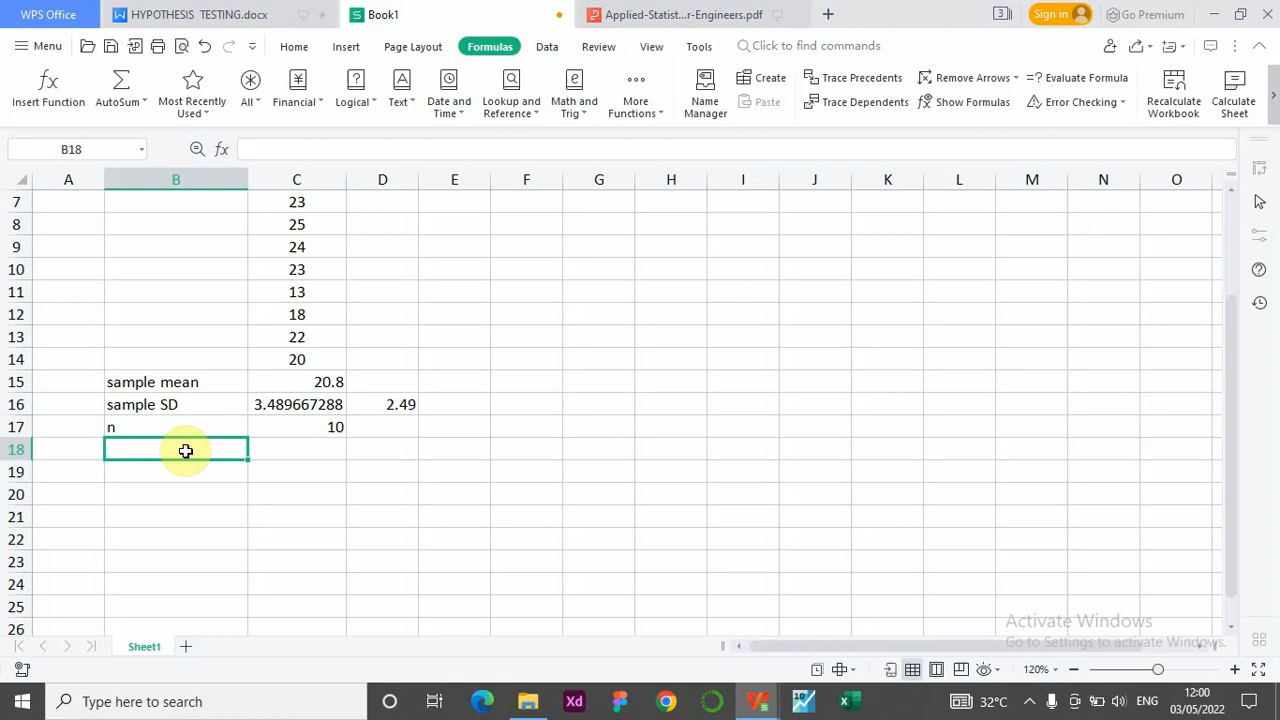 WPS Office
HYPOTHESIS TESTING.docx
Book1
Applied-Statist...r-Engineers.pdf
Sign in
Go Premium
Menu
Home
Insert
Page Layout
Formulas
Data
Review
View
Tools
Click to find commands
Insert Function
AutoSum
Most Recently
Used
All
Financial
Logical
Text
Date and
Time
Lookup and
Reference
Math and
Trig
More
Functions
Name
Manager
Create
Paste
Trace Precedents
Trace Dependents
Remove Arrows
Show Formulas
Evaluate Formula
Error Checking
Recalculate
Workbook
Calculate
Sheet
B18
A B C D E F G H I J K L M N O
7 23
8 25
9 24
10 23
11 13
12 18
13 22
14 20
15 sample mean 20.8
16 sample SD 3.489667288 2.49
17 n 10
18
19
20
21
22
23
24
25
26
Activate Windows
Go to Settings to activate Windows.
Sheet1
120%
Type here to search
32°C
ENG
12:00
03/05/2022